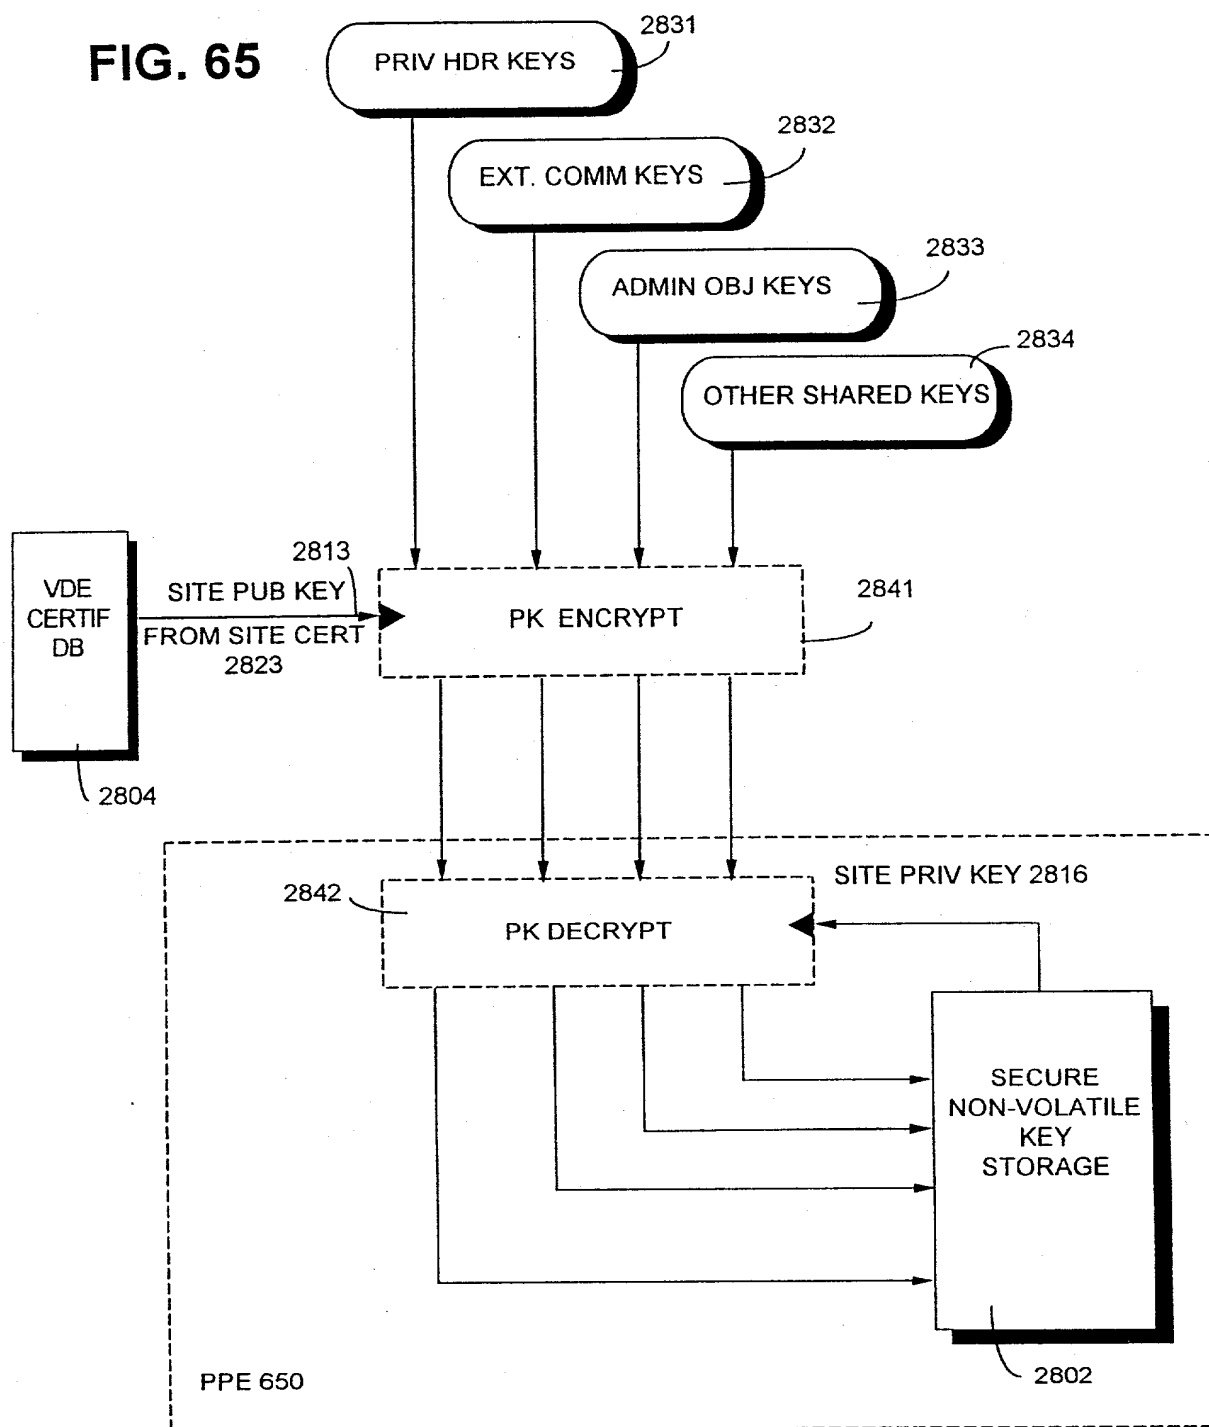 FIG. 65
PRIV HDR KEYS
2831
EXT. COMM KEYS
2832
ADMIN OBJ KEYS
2833
OTHER SHARED KEYS
2834
VDE
CERTIF
DB
2804
2813
SITE PUB KEY
FROM SITE CERT
2823
PK ENCRYPT
2841
2842
PK DECRYPT
SITE PRIV KEY 2816
SECURE
NON-VOLATILE
KEY
STORAGE
2802
PPE 650